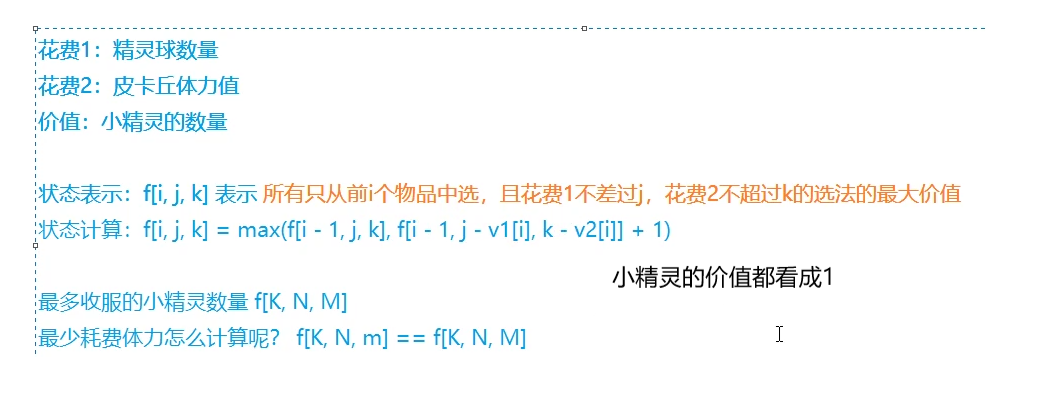 花费1：精灵球数量
花费2：皮卡丘体力值
价值：小精灵的数量
状态表示：f[i, j, k] 表示 所有只从前i个物品中选，且花费1不差过j，花费2不超过k的选法的最大价值
状态计算：f[i, j, k] = max(f[i - 1, j, k], f[i - 1, j - v1[i], k - v2[i]] + 1)
小精灵的价值都看成1
最多收服的小精灵数量 f[K, N, M]
最少耗费体力怎么计算呢？ f[K, N, m] == f[K, N, M]